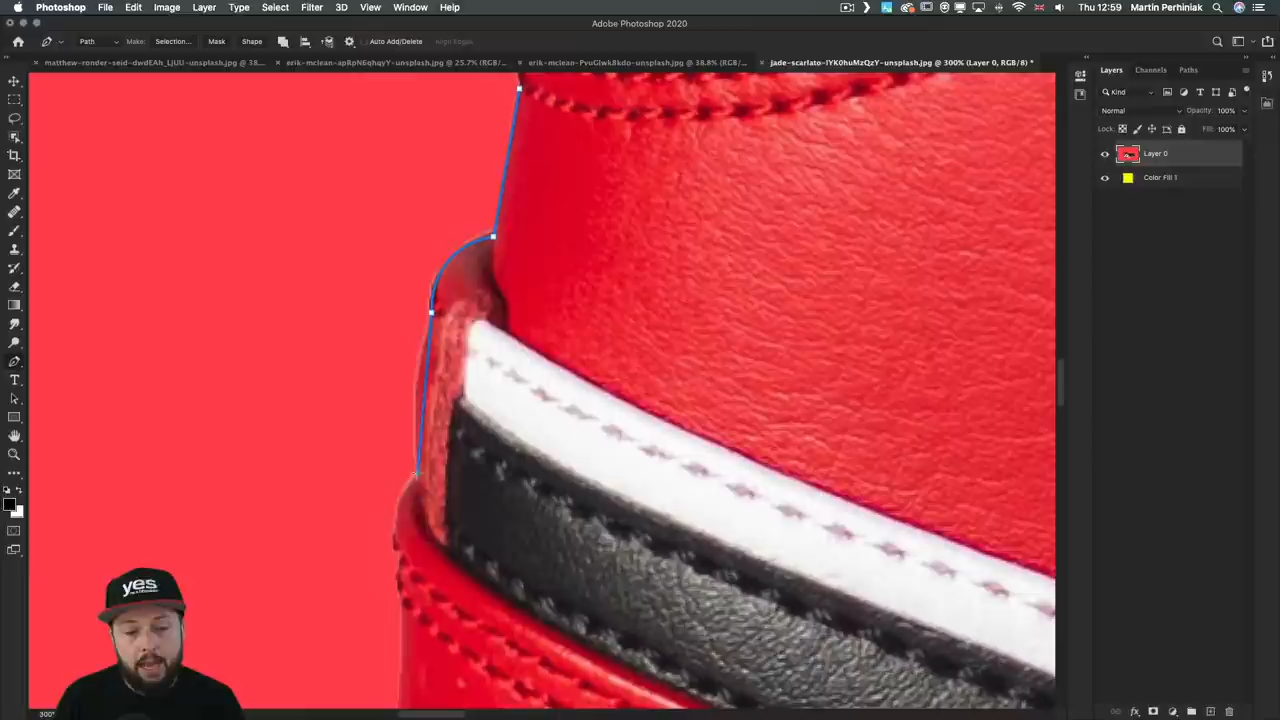 Photoshop File Edit Image Layer Type Select Filter 3D View Window Help Thu 12:59 Martin Perhiniak
Adobe Photoshop 2020
Path Make: Selection... Mask Shape Auto Add/Delete Align Edges
matthew-ronder-seid-dwdEAh_LjUU-unsplash.jpg @ 38.... erik-mclean-apRpN6qhqyY-unsplash.jpg @ 25.7% (RGB/... erik-mclean-PvuGlwk8kdo-unsplash.jpg @ 38.8% (RGB/... jade-scarlato-lYK0huMzQzY-unsplash.jpg @ 300% (Layer 0, RGB/8) *
Layers Channels Paths
Kind
Normal Opacity: 100%
Lock: Fill: 100%
Layer 0
Color Fill 1
T
yes
fx